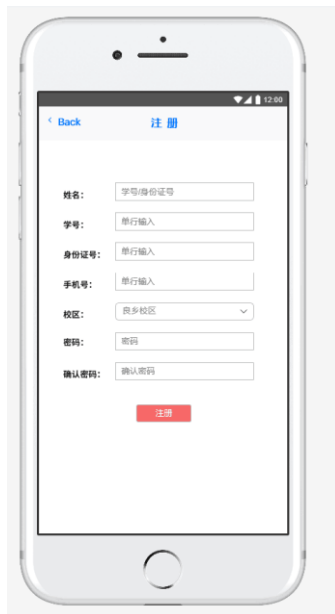 12:00
Back 注 册
姓名： 学号/身份证号
学号： 单行输入
身份证号： 单行输入
手机号： 单行输入
校区： 良乡校区
密码： 密码
确认密码： 确认密码
注册